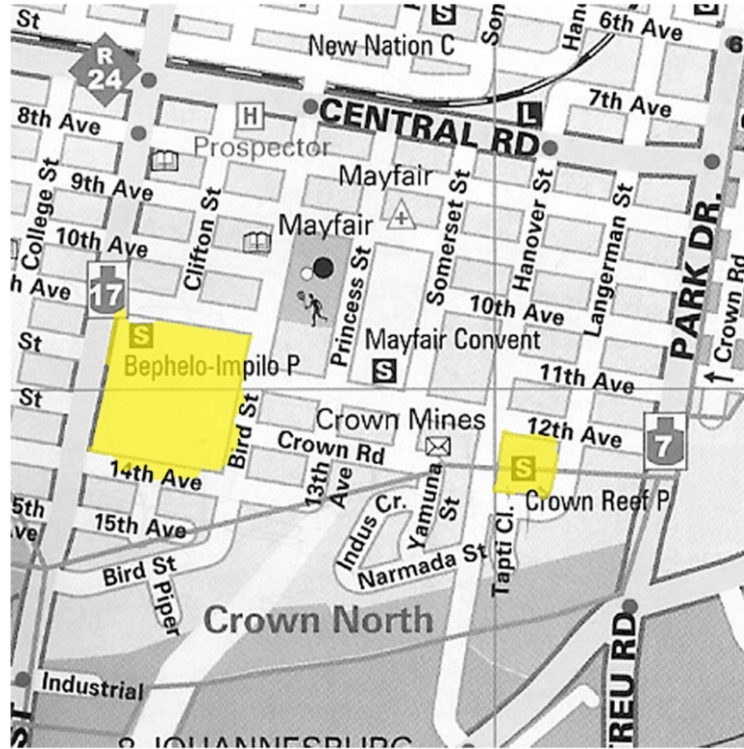 St
S
6th Ave
New Nation C
R
24
7th Ave
H
L
CENTRAL RD
8th Ave
Prospector
9th Ave
Mayfair
Mayfair
College St
Clifton St
Somerset St
Hanover St
Langerman St
PARK DR.
10th Ave
Princess St
17
h Ave
10th Ave
Crown Rd
S
St
Mayfair Convent
Bephelo-Impilo P
S
11th Ave
St
Crown Mines
12th Ave
Bird St
Crown Rd
7
14th Ave
13th
Ave
S
Crown Reef P
5th
ve
15th Ave
Indus Cr.
Yamuna
St
Tapti Cl.
Bird St
Narmada St
Piper
Crown North
Industrial
REU RD
ST
JOHANNESBURG